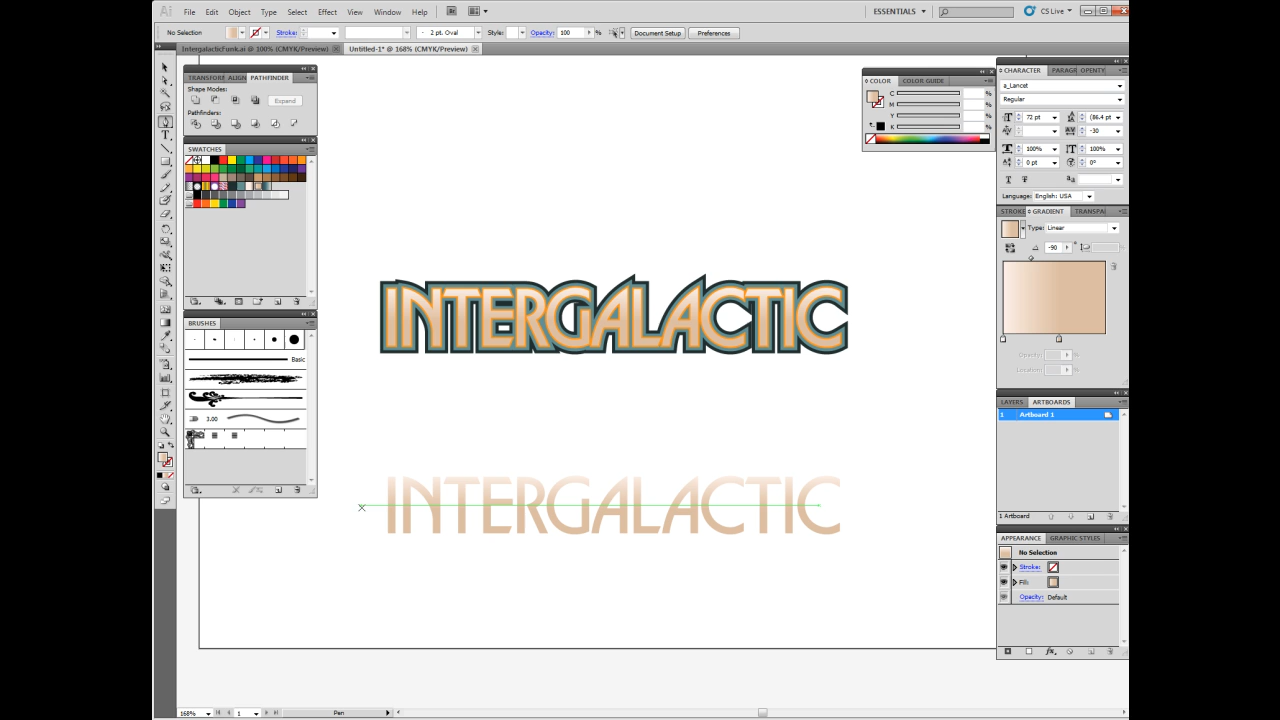 Ai File Edit Object Type Select Effect View Window Help Br ESSENTIALS CS Live
No Selection Stroke: 2 pt. Oval Style: Opacity: 100 % Document Setup Preferences
IntergalacticFunk.ai @ 100% (CMYK/Preview) Untitled-1* @ 168% (CMYK/Preview)
TRANSFORM ALIGN PATHFINDER
Shape Modes:
Expand
Pathfinders:
SWATCHES
BRUSHES
Basic
3.00
COLOR COLOR GUIDE
C %
M %
Y %
K %
CHARACTER PARAGR OPENTY
a_Lancet
Regular
72 pt (86.4 pt
-30
100% 100%
0 pt 0°
Language: English: USA
STROKE GRADIENT TRANSPA
Type: Linear
-90 °
Opacity: %
Location: %
LAYERS ARTBOARDS
1 Artboard 1
1 Artboard
APPEARANCE GRAPHIC STYLES
No Selection
Stroke:
Fill:
Opacity: Default
fx
INTERGALACTIC
INTERGALACTIC
168% 1 Pen